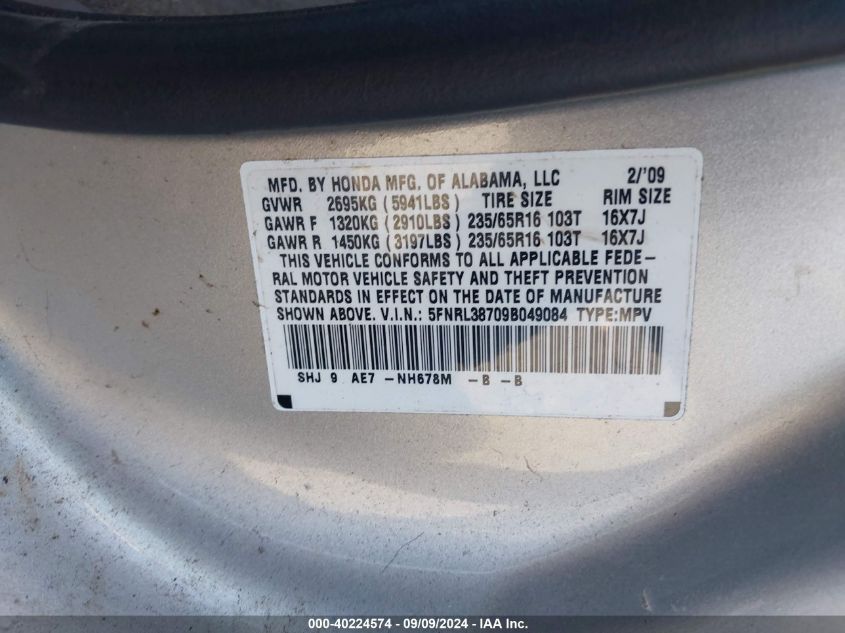 MFD. BY HONDA MFG. OF ALABAMA, LLC 2/'09
GVWR 2695KG (5941LBS) TIRE SIZE RIM SIZE
GAWR F 1320KG (2910LBS) 235/65R16 103T 16X7J
GAWR R 1450KG (3197LBS) 235/65R16 103T 16X7J
THIS VEHICLE CONFORMS TO ALL APPLICABLE FEDE-
RAL MOTOR VEHICLE SAFETY AND THEFT PREVENTION
STANDARDS IN EFFECT ON THE DATE OF MANUFACTURE
SHOWN ABOVE. V.I.N.: 5FNRL38709B049084 TYPE:MPV
SHJ 9 AE7 -NH678M -B -B
000-40224574 - 09/09/2024 - IAA Inc.